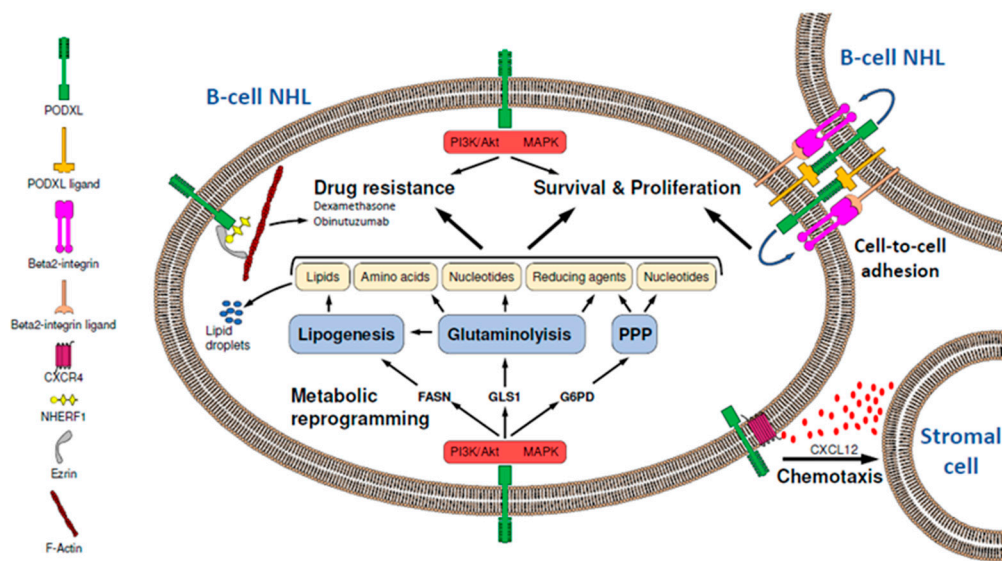 PODXL
PODXL ligand
Beta2-integrin
Beta2-integrin ligand
CXCR4
NHERF1
Ezrin
F-Actin
B-cell NHL
B-cell NHL
PI3K/Akt MAPK
Drug resistance
Dexamethasone
Obinutuzumab
Survival & Proliferation
Cell-to-cell
adhesion
Lipids
Amino acids
Nucleotides
Reducing agents
Nucleotides
Lipid
droplets
Lipogenesis
Glutaminolyisis
PPP
Metabolic
reprogramming
FASN
GLS1
G6PD
PI3K/Akt MAPK
CXCL12
Chemotaxis
Stromal
cell